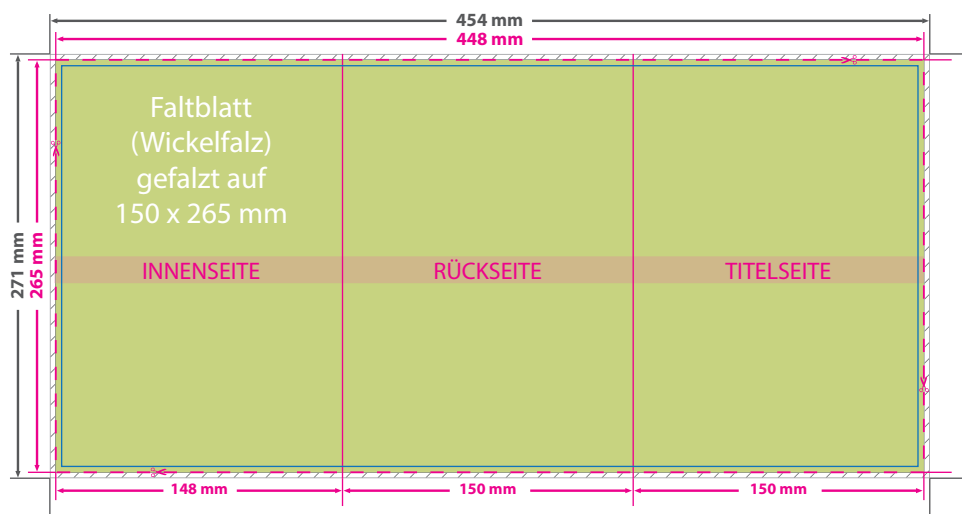 454 mm
448 mm
Faltblatt
(Wickelfalz)
gefalzt auf
150 x 265 mm
271 mm
265 mm
INNENSEITE
RÜCKSEITE
TITELSEITE
148 mm
150 mm
150 mm